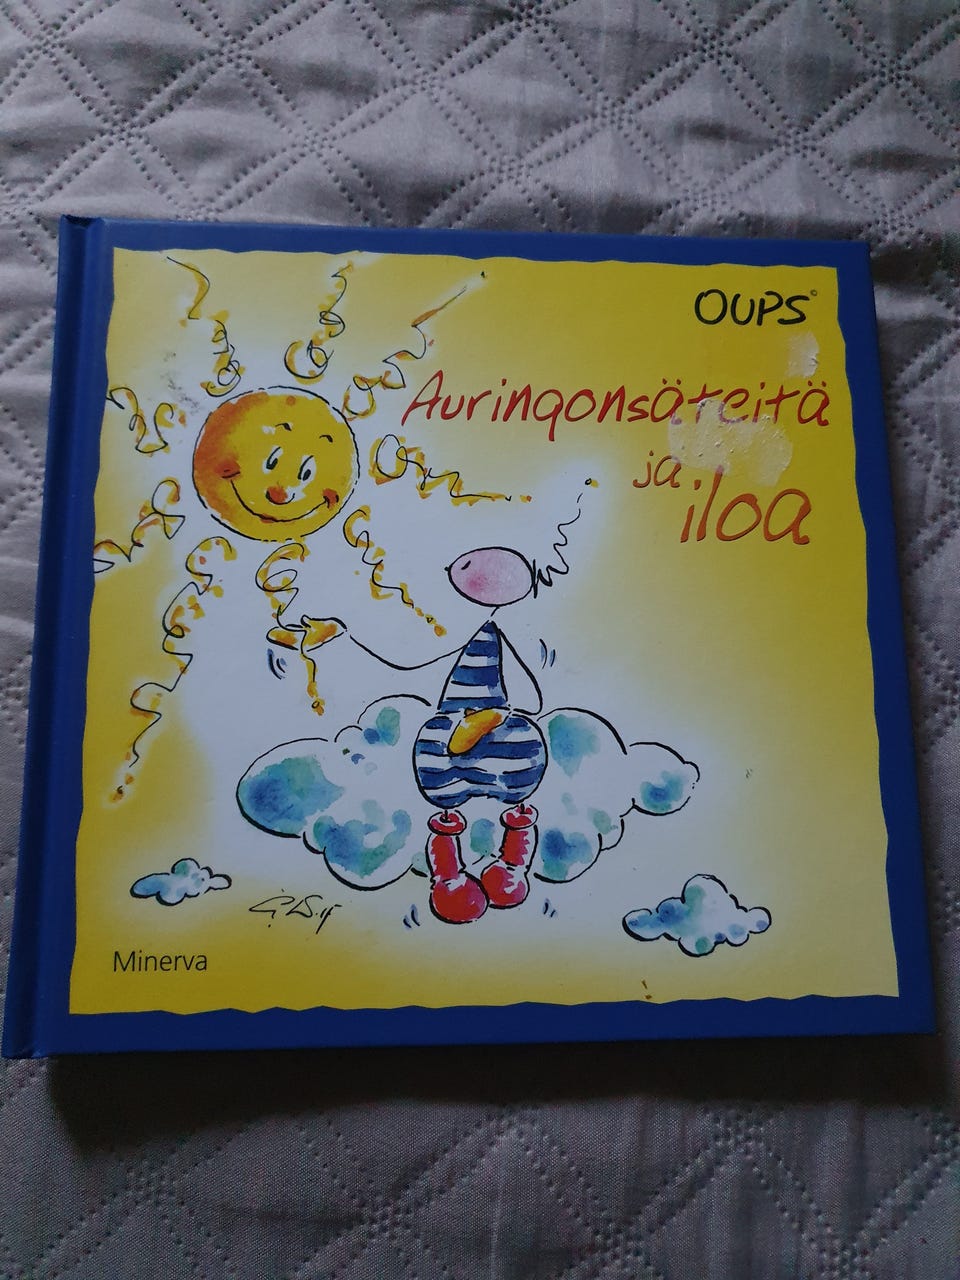 OUPS©
Auringonsäteitä
ja
iloa
Minerva